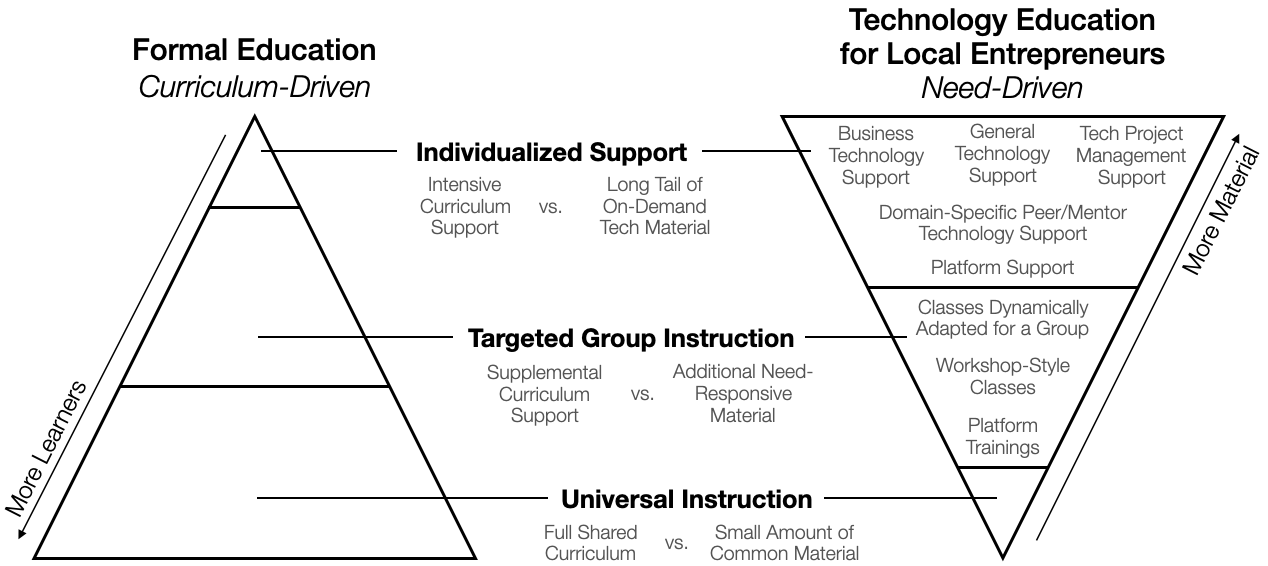 Formal Education
Curriculum-Driven
Technology Education
for Local Entrepreneurs
Need-Driven
More Learners
Individualized Support
Intensive
Curriculum
Support
vs.
Long Tail of
On-Demand
Tech Material
Targeted Group Instruction
Supplemental
Curriculum
Support
vs.
Additional Need-
Responsive
Material
Universal Instruction
Full Shared
Curriculum
vs.
Small Amount of
Common Material
Business
Technology
Support
General
Technology
Support
Tech Project
Management
Support
Domain-Specific Peer/Mentor
Technology Support
Platform Support
Classes Dynamically
Adapted for a Group
Workshop-Style
Classes
Platform
Trainings
More Material